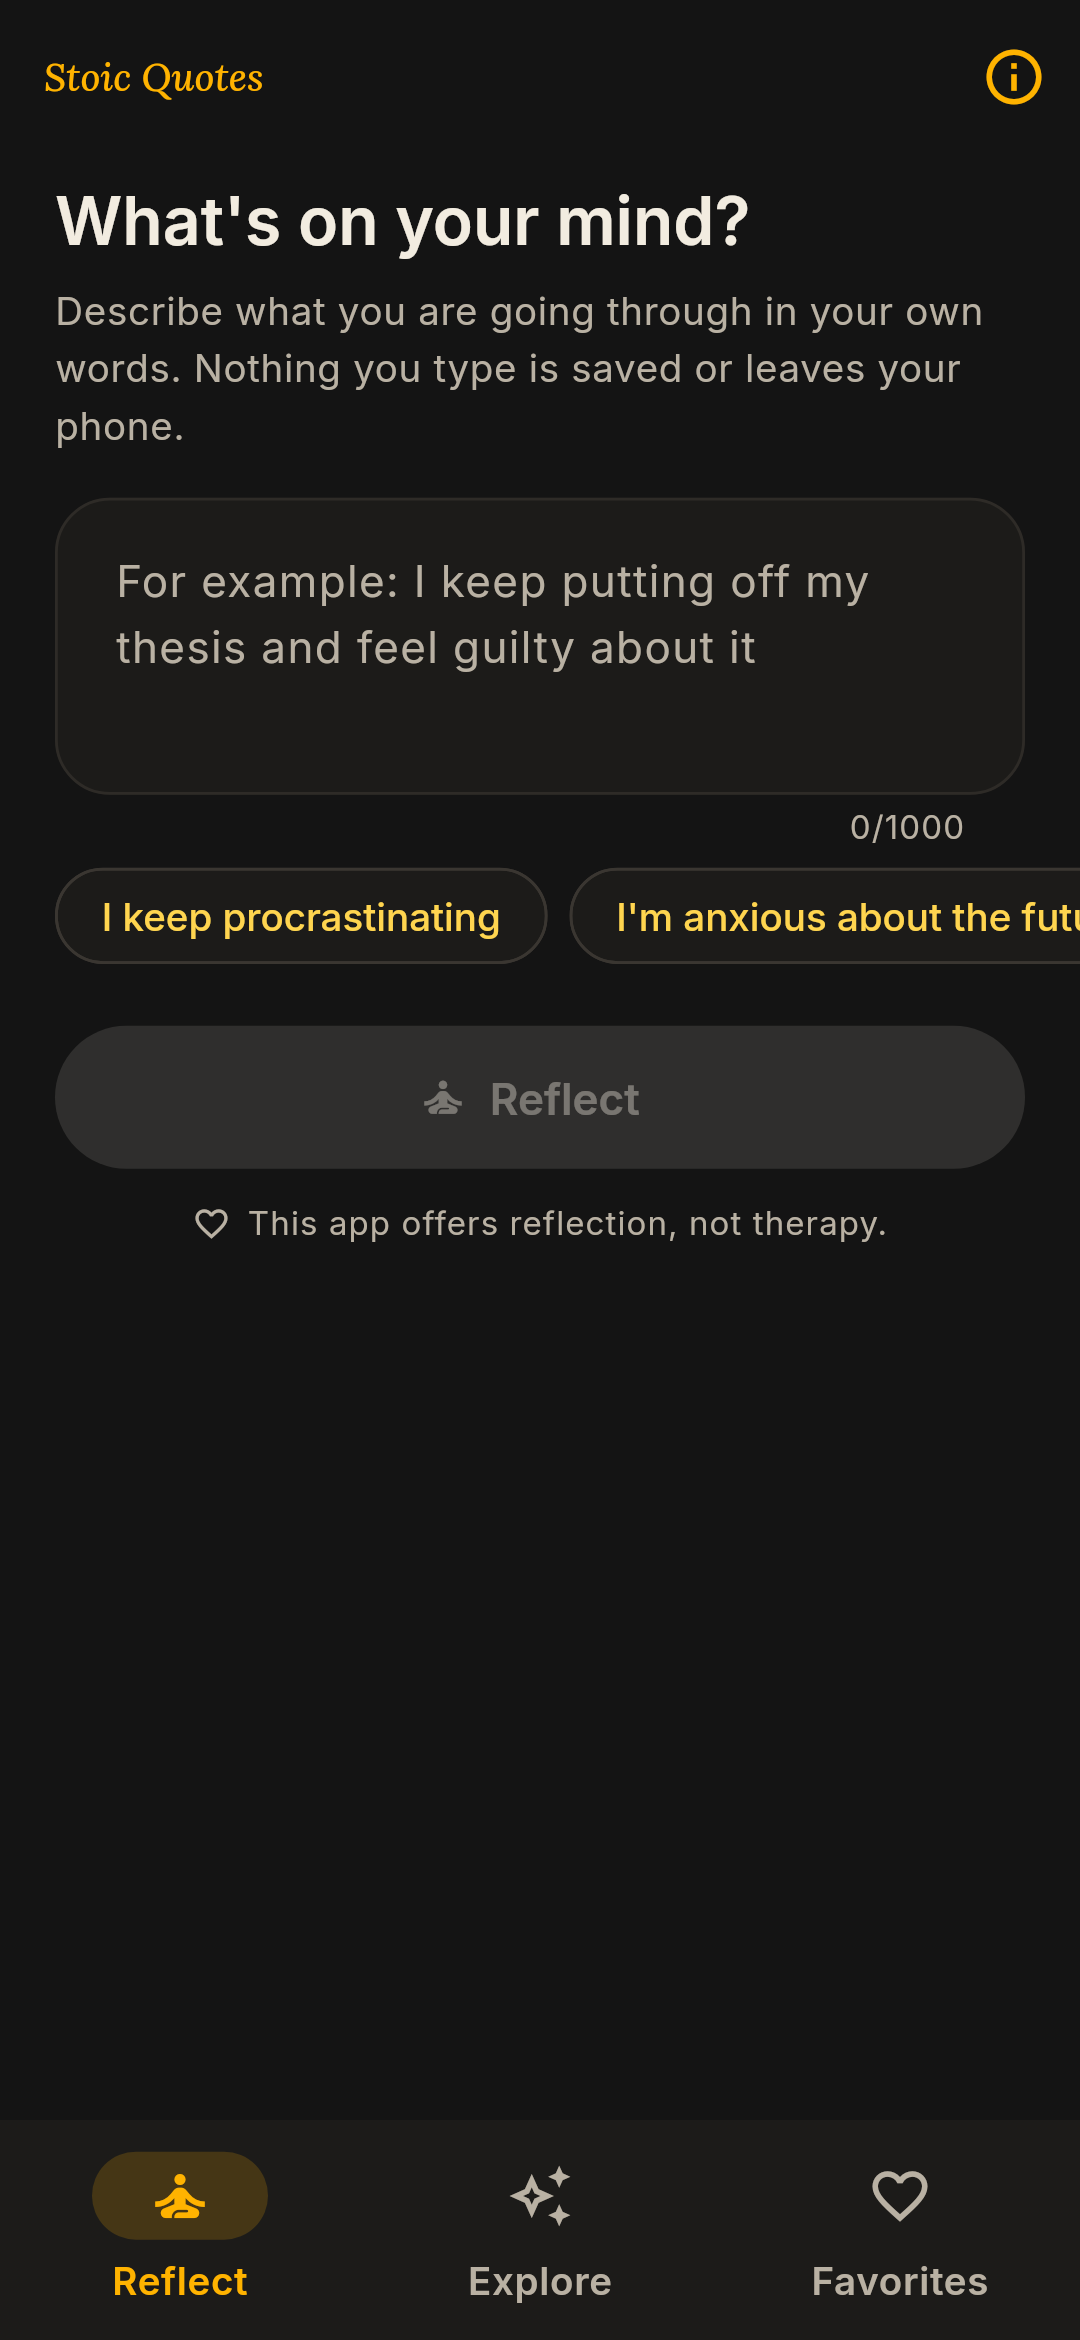 Stoic Quotes
What's on your mind?
Describe what you are going through in your own
words. Nothing you type is saved or leaves your
phone.
For example: I keep putting off my
thesis and feel guilty about it
0/1000
I keep procrastinating
I'm anxious about the futu
Reflect
This app offers reflection, not therapy.
Reflect
Explore
Favorites